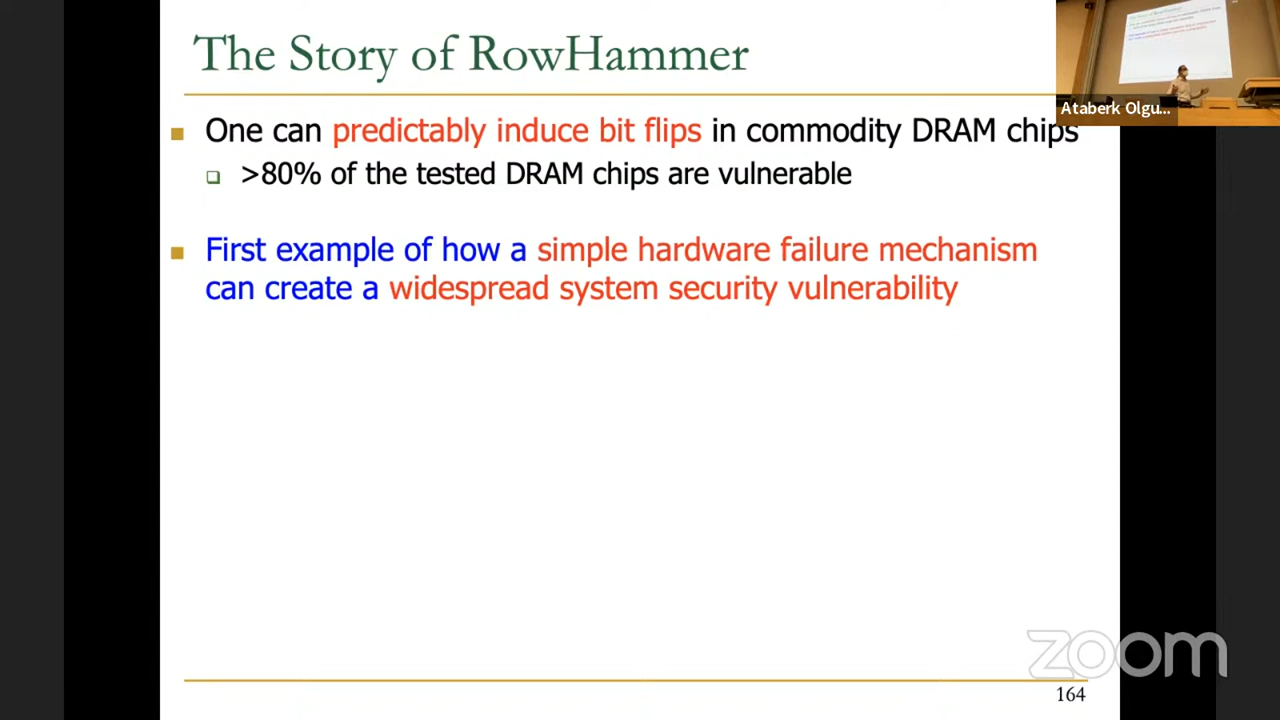 The Story of RowHammer
One can predictably induce bit flips in commodity DRAM chips
>80% of the tested DRAM chips are vulnerable
First example of how a simple hardware failure mechanism
can create a widespread system security vulnerability
Ataberk Olgu...
zoom
164